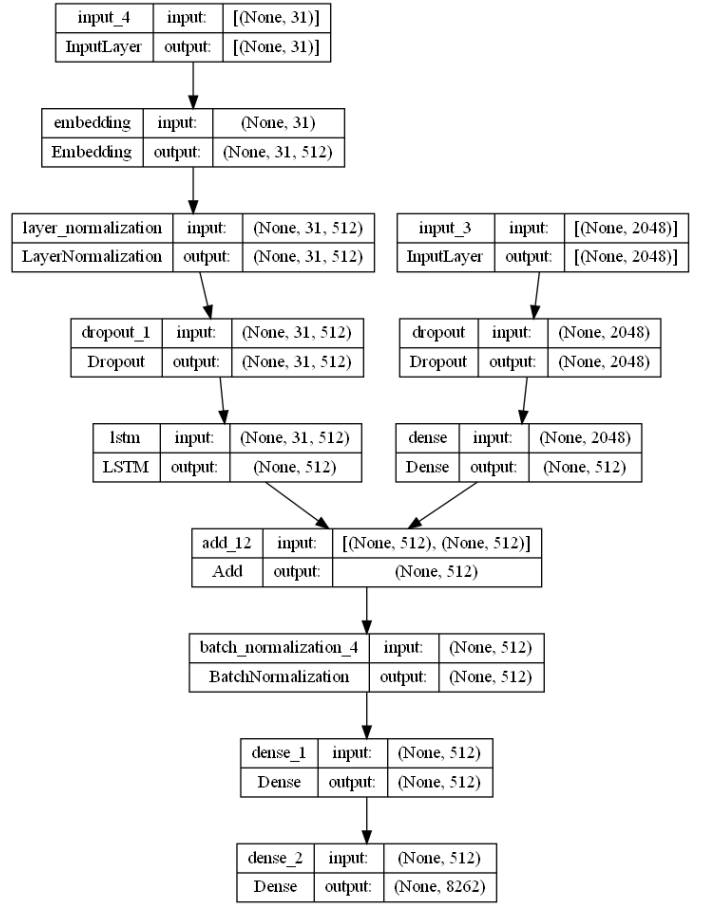 input_4 input: [(None, 31)]
InputLayer output: [(None, 31)]
embedding input: (None, 31)
Embedding output: (None, 31, 512)
layer_normalization input: (None, 31, 512)
LayerNormalization output: (None, 31, 512)
input_3 input: [(None, 2048)]
InputLayer output: [(None, 2048)]
dropout_1 input: (None, 31, 512)
Dropout output: (None, 31, 512)
dropout input: (None, 2048)
Dropout output: (None, 2048)
lstm input: (None, 31, 512)
LSTM output: (None, 512)
dense input: (None, 2048)
Dense output: (None, 512)
add_12 input: [(None, 512), (None, 512)]
Add output: (None, 512)
batch_normalization_4 input: (None, 512)
BatchNormalization output: (None, 512)
dense_1 input: (None, 512)
Dense output: (None, 512)
dense_2 input: (None, 512)
Dense output: (None, 8262)